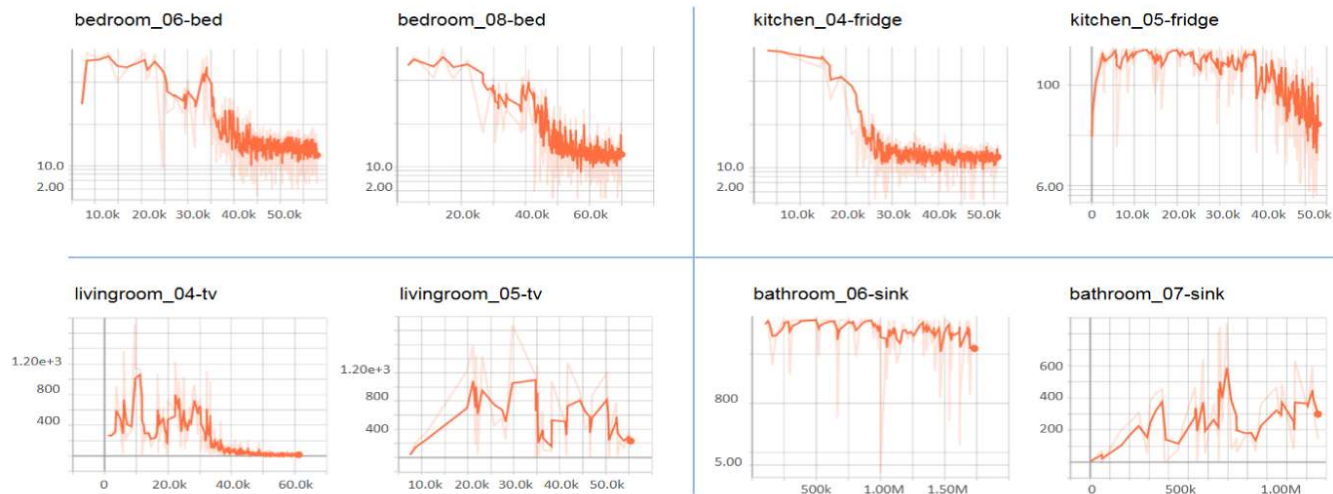 bedroom_06-bed
10.0
2.00
10.0k 20.0k 30.0k 40.0k 50.0k
bedroom_08-bed
10.0
2.00
20.0k 40.0k 60.0k
kitchen_04-fridge
10.0
2.00
10.0k 20.0k 30.0k 40.0k 50.0k
kitchen_05-fridge
100
6.00
0 10.0k 20.0k 30.0k 40.0k 50.0k
livingroom_04-tv
1.20e+3
800
400
0 20.0k 40.0k 60.0k
livingroom_05-tv
1.20e+3
800
400
10.0k 20.0k 30.0k 40.0k 50.0k
bathroom_06-sink
800
5.00
500k 1.00M 1.50M
bathroom_07-sink
600
400
200
0 500k 1.00M